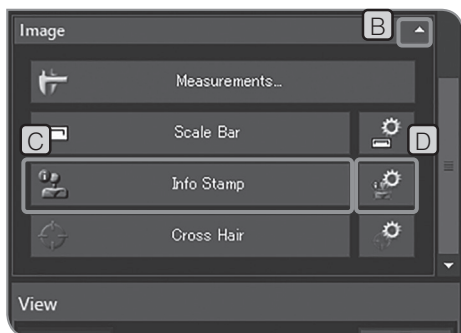 Image
B
Measurements...
C
Scale Bar
D
Info Stamp
Cross Hair
View